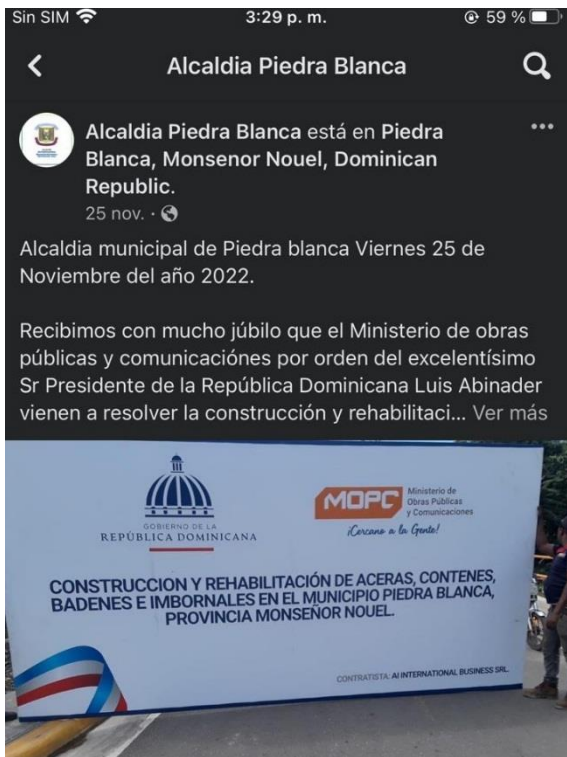 Sin SIM 3:29 p. m. 59 %
Alcaldia Piedra Blanca
Alcaldia Piedra Blanca está en Piedra
Blanca, Monsenor Nouel, Dominican
Republic.
25 nov. ·
Alcaldia municipal de Piedra blanca Viernes 25 de
Noviembre del año 2022.
Recibimos con mucho júbilo que el Ministerio de obras
públicas y comunicaciónes por orden del excelentísimo
Sr Presidente de la República Dominicana Luis Abinader
vienen a resolver la construcción y rehabilitaci... Ver más
GOBIERNO DE LA
REPÚBLICA DOMINICANA
MOPC
Ministerio de
Obras Públicas
y Comunicaciones
¡Cercano a la Gente!
CONSTRUCCION Y REHABILITACIÓN DE ACERAS, CONTENES,
BADENES E IMBORNALES EN EL MUNICIPIO PIEDRA BLANCA,
PROVINCIA MONSEÑOR NOUEL.
CONTRATISTA: AI INTERNATIONAL BUSINESS SRL.